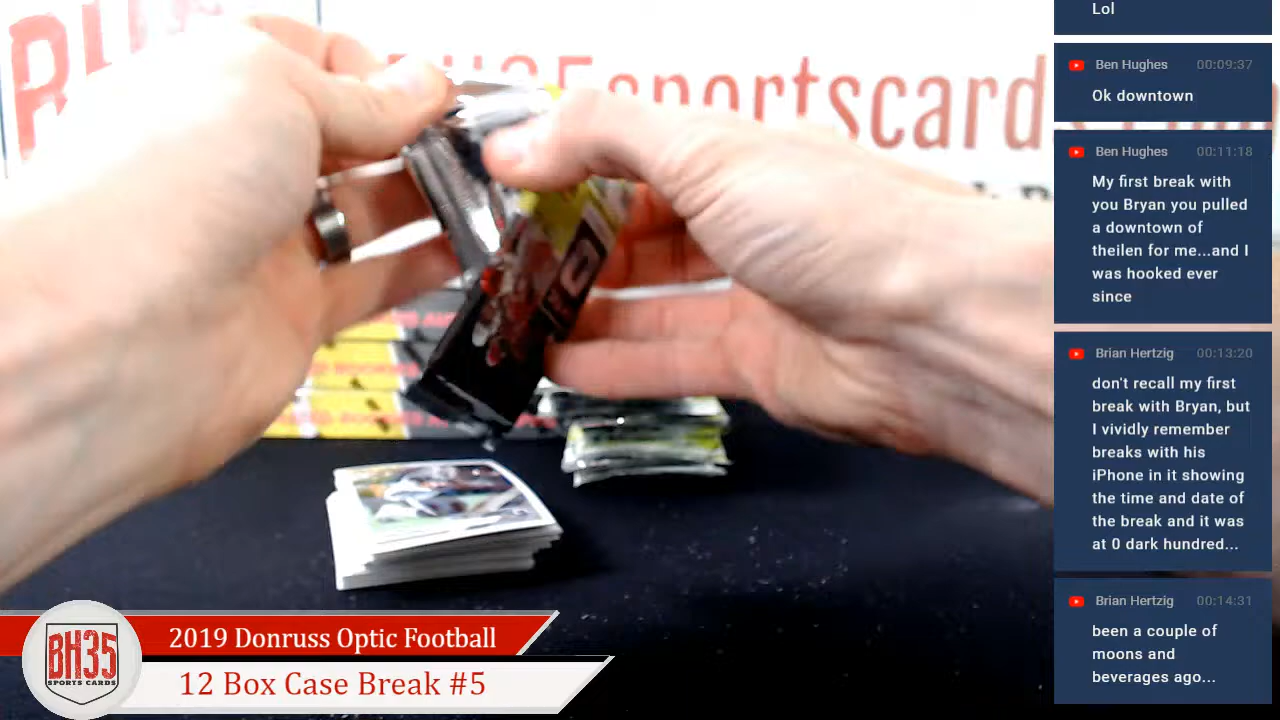 BH35sportscards
2019 Donruss Optic Football
12 Box Case Break #5
BH35
SPORTS CARDS
Lol
Ben Hughes 00:09:37
Ok downtown
Ben Hughes 00:11:18
My first break with
you Bryan you pulled
a downtown of
theilen for me...and I
was hooked ever
since
Brian Hertzig 00:13:20
don't recall my first
break with Bryan, but
I vividly remember
breaks with his
iPhone in it showing
the time and date of
the break and it was
at 0 dark hundred...
Brian Hertzig 00:14:31
been a couple of
moons and
beverages ago...